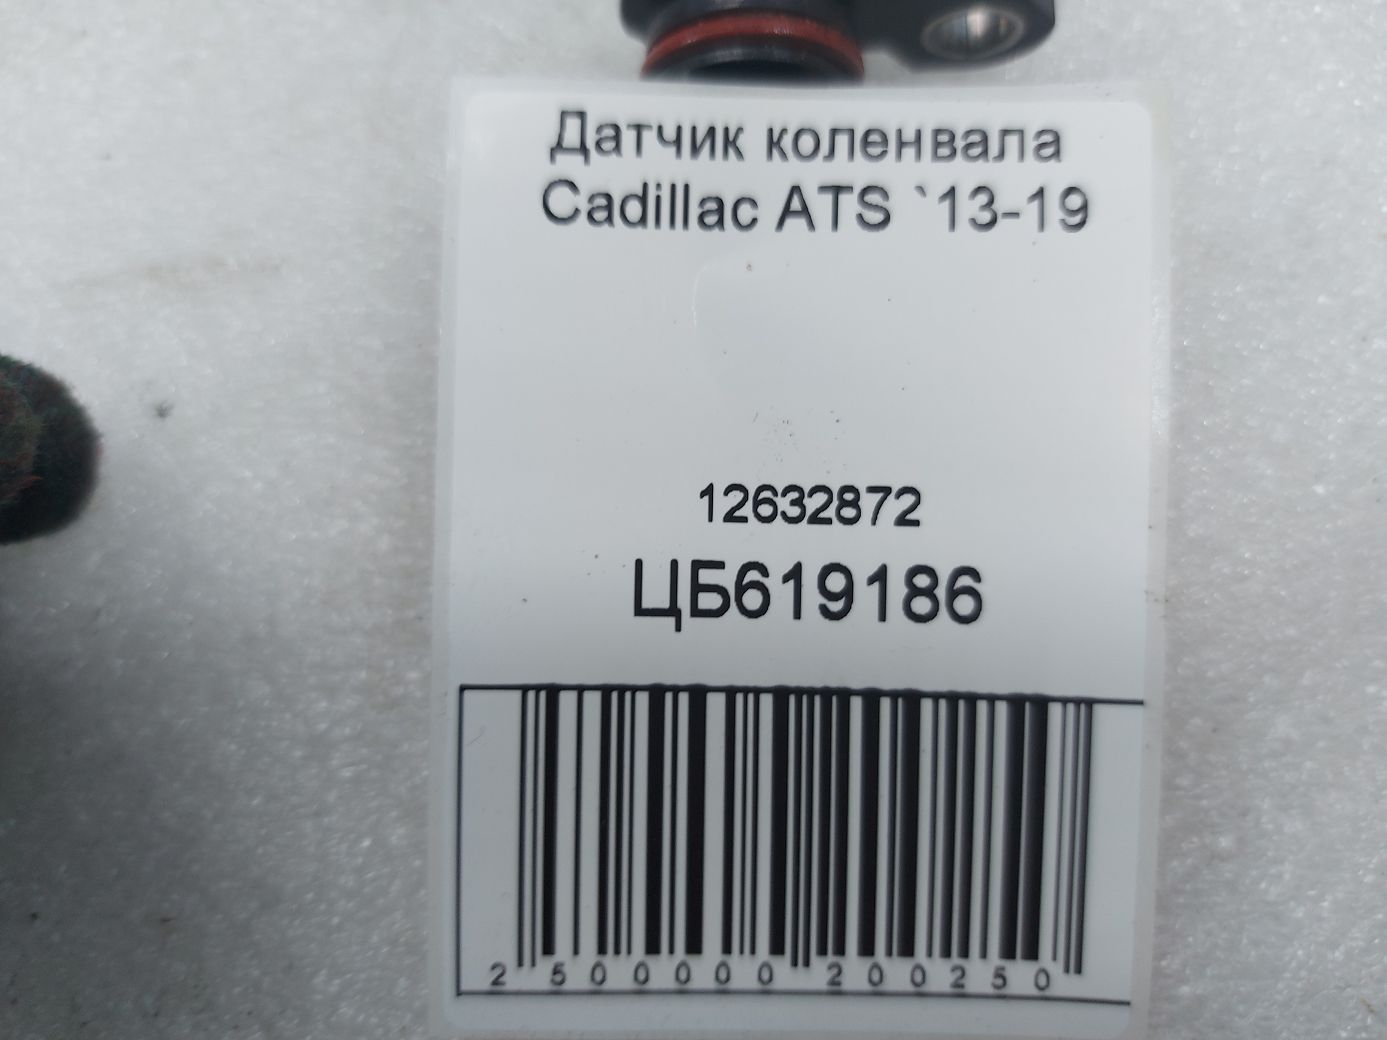 Датчик коленвала
Cadillac ATS `13-19
12632872
ЦБ619186
2 500000 200250